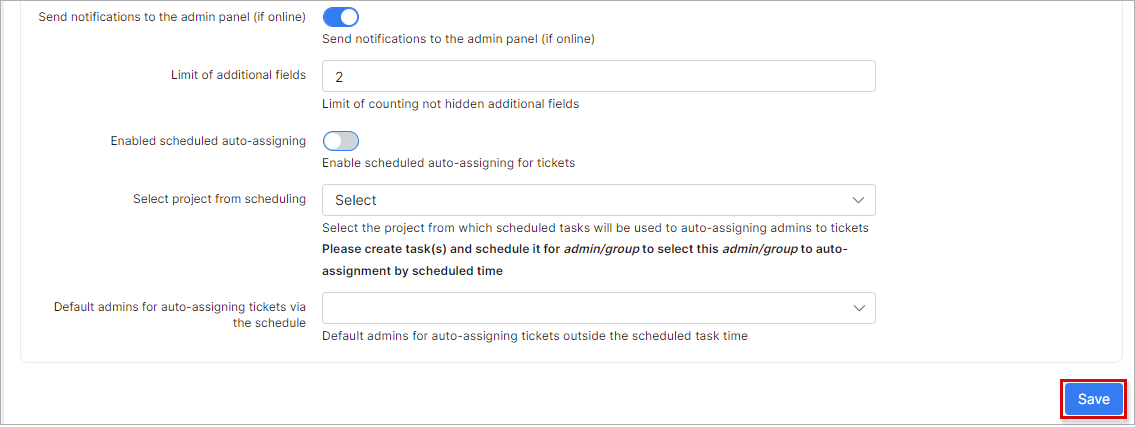 Send notifications to the admin panel (if online)
Send notifications to the admin panel (if online)
Limit of additional fields
2
Limit of counting not hidden additional fields
Enabled scheduled auto-assigning
Enable scheduled auto-assigning for tickets
Select project from scheduling
Select
Select the project from which scheduled tasks will be used to auto-assigning admins to tickets
Please create task(s) and schedule it for admin/group to select this admin/group to auto-
assignment by scheduled time
Default admins for auto-assigning tickets via
the schedule
Default admins for auto-assigning tickets outside the scheduled task time
Save